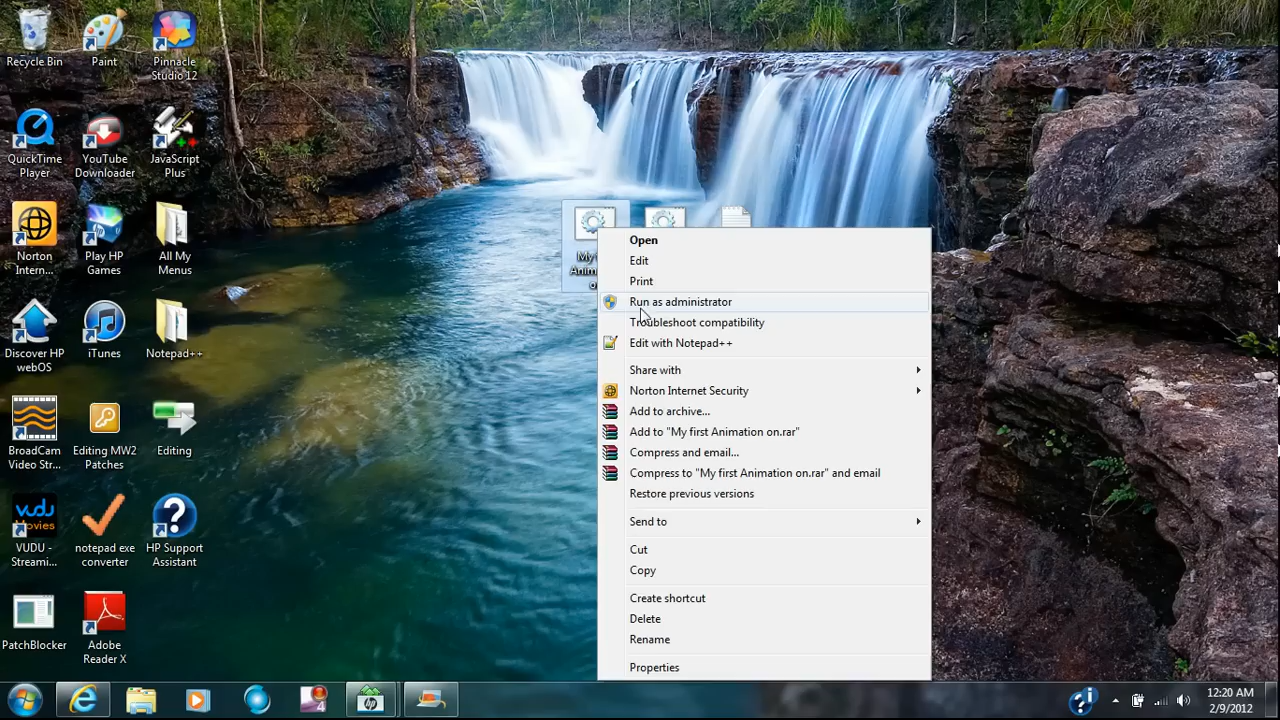 Recycle Bin
Paint
Pinnacle
Studio 12
QuickTime
Player
YouTube
Downloader
JavaScript
Plus
Norton
Intern...
Play HP
Games
All My
Menus
Discover HP
webOS
iTunes
Notepad++
BroadCam
Video Str...
Editing MW2
Patches
Editing
VUDU
Movies
VUDU -
Streami...
notepad exe
converter
HP Support
Assistant
PatchBlocker
Adobe
Reader X
Open
Edit
Print
Run as administrator
Troubleshoot compatibility
Edit with Notepad++
Share with
Norton Internet Security
Add to archive...
Add to "My first Animation on.rar"
Compress and email...
Compress to "My first Animation on.rar" and email
Restore previous versions
Send to
Cut
Copy
Create shortcut
Delete
Rename
Properties
12:20 AM
2/9/2012